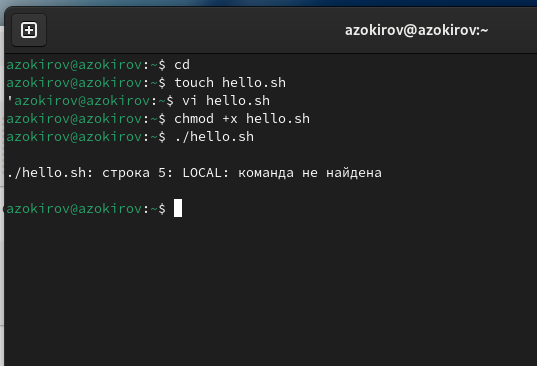 azokirov@azokirov:~
azokirov@azokirov:~$ cd
azokirov@azokirov:~$ touch hello.sh
'azokirov@azokirov:~$ vi hello.sh
azokirov@azokirov:~$ chmod +x hello.sh
azokirov@azokirov:~$ ./hello.sh
./hello.sh: строка 5: LOCAL: команда не найдена
azokirov@azokirov:~$